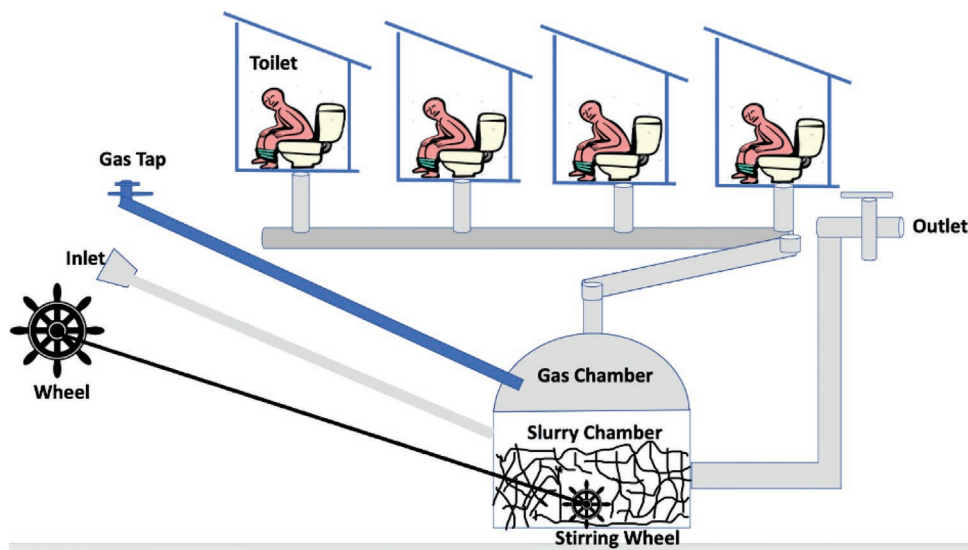 Toilet
Gas Tap
Outlet
Inlet
Wheel
Gas Chamber
Slurry Chamber
Stirring Wheel